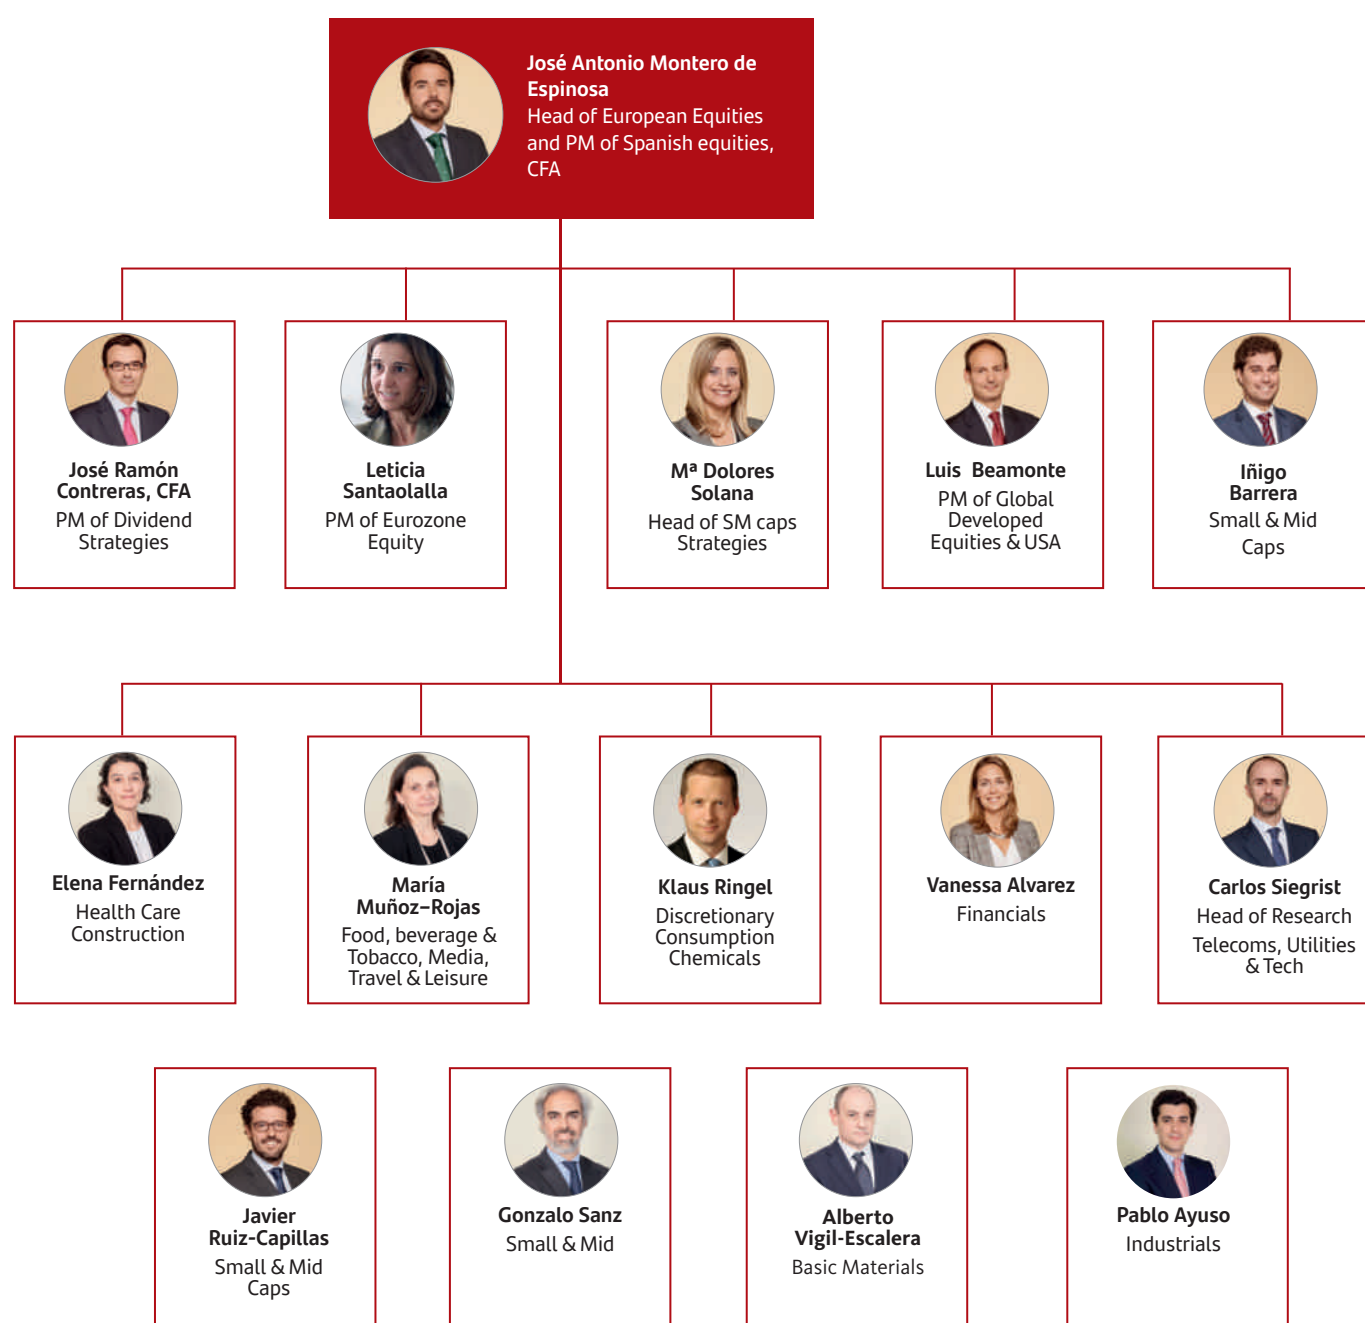 José Antonio Montero de
Espinosa
Head of European Equities
and PM of Spanish equities,
CFA
José Ramón
Contreras, CFA
PM of Dividend
Strategies
Leticia
Santaolalla
PM of Eurozone
Equity
Mª Dolores
Solana
Head of SM caps
Strategies
Luis Beamonte
PM of Global
Developed
Equities & USA
Iñigo
Barrera
Small & Mid
Caps
Elena Fernández
Health Care
Construction
María
Muñoz–Rojas
Food, beverage &
Tobacco, Media,
Travel & Leisure
Klaus Ringel
Discretionary
Consumption
Chemicals
Vanessa Alvarez
Financials
Carlos Siegrist
Head of Research
Telecoms, Utilities
& Tech
Javier
Ruiz-Capillas
Small & Mid
Caps
Gonzalo Sanz
Small & Mid
Alberto
Vigil-Escalera
Basic Materials
Pablo Ayuso
Industrials